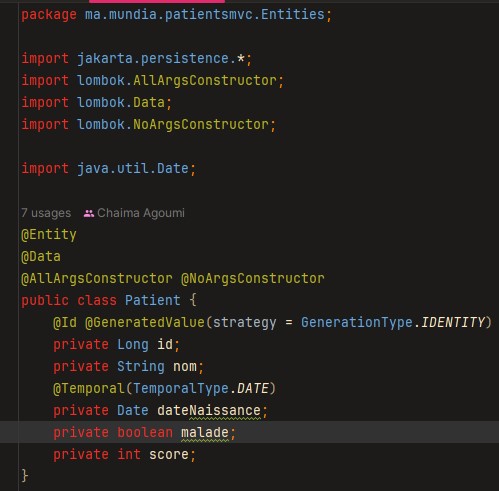 package ma.mundia.patientsmvc.Entities;
import jakarta.persistence.*;
import lombok.AllArgsConstructor;
import lombok.Data;
import lombok.NoArgsConstructor;
import java.util.Date;
7 usages Chaima Agoumi
@Entity
@Data
@AllArgsConstructor @NoArgsConstructor
public class Patient {
@Id @GeneratedValue(strategy = GenerationType.IDENTITY)
private Long id;
private String nom;
@Temporal(TemporalType.DATE)
private Date dateNaissance;
private boolean malade;
private int score;
}